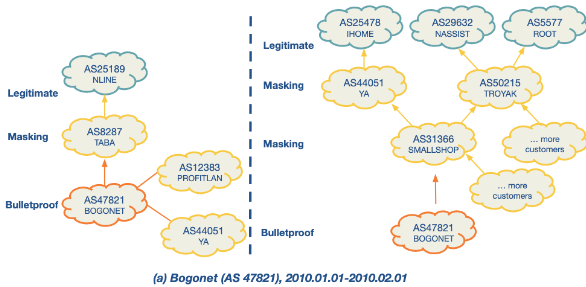 AS25189
NLINE
Legitimate
AS8287
TABA
Masking
AS12383
PROFITLAN
AS47821
BOGONET
Bulletproof
AS44051
YA
AS25478
IHOME
AS29632
NASSIST
AS5577
ROOT
Legitimate
AS44051
YA
AS50215
TROYAK
Masking
AS31366
SMALLSHOP
... more
customers
Masking
... more
customers
AS47821
BOGONET
Bulletproof
(a) Bogonet (AS 47821), 2010.01.01-2010.02.01